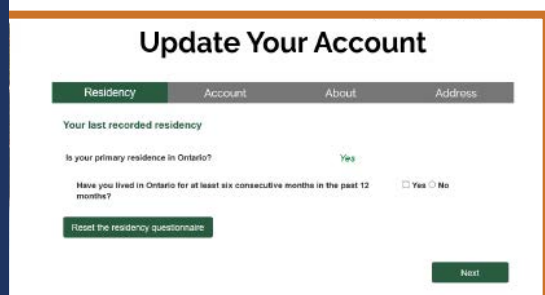 Update Your Account
Residency Account About Address
Your last recorded residency
Is your primary residence in Ontario? Yes
Have you lived in Ontario for at least six consecutive months in the past 12 Yes No
months?
Reset the residency questionnaire
Next